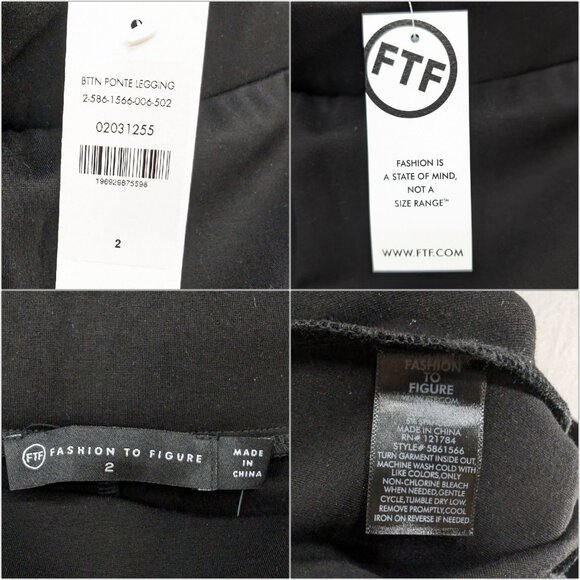 BTTN PONTE LEGGING
2-586-1566-006-502
02031255
196929875598
2
FTF
FASHION IS
A STATE OF MIND,
NOT A
SIZE RANGE™
WWW.FTF.COM
FTF FASHION TO FIGURE
2
MADE
IN
CHINA
FASHION
TO
FIGURE
MADE IN CHINA
RN# 121784
STYLE# 5861566
TURN GARMENT INSIDE OUT,
MACHINE WASH COLD WITH
LIKE COLORS,ONLY
NON-CHLORINE BLEACH
WHEN NEEDED,GENTLE
CYCLE,TUMBLE DRY LOW.
REMOVE PROMPTLY,COOL
IRON ON REVERSE IF NEEDED